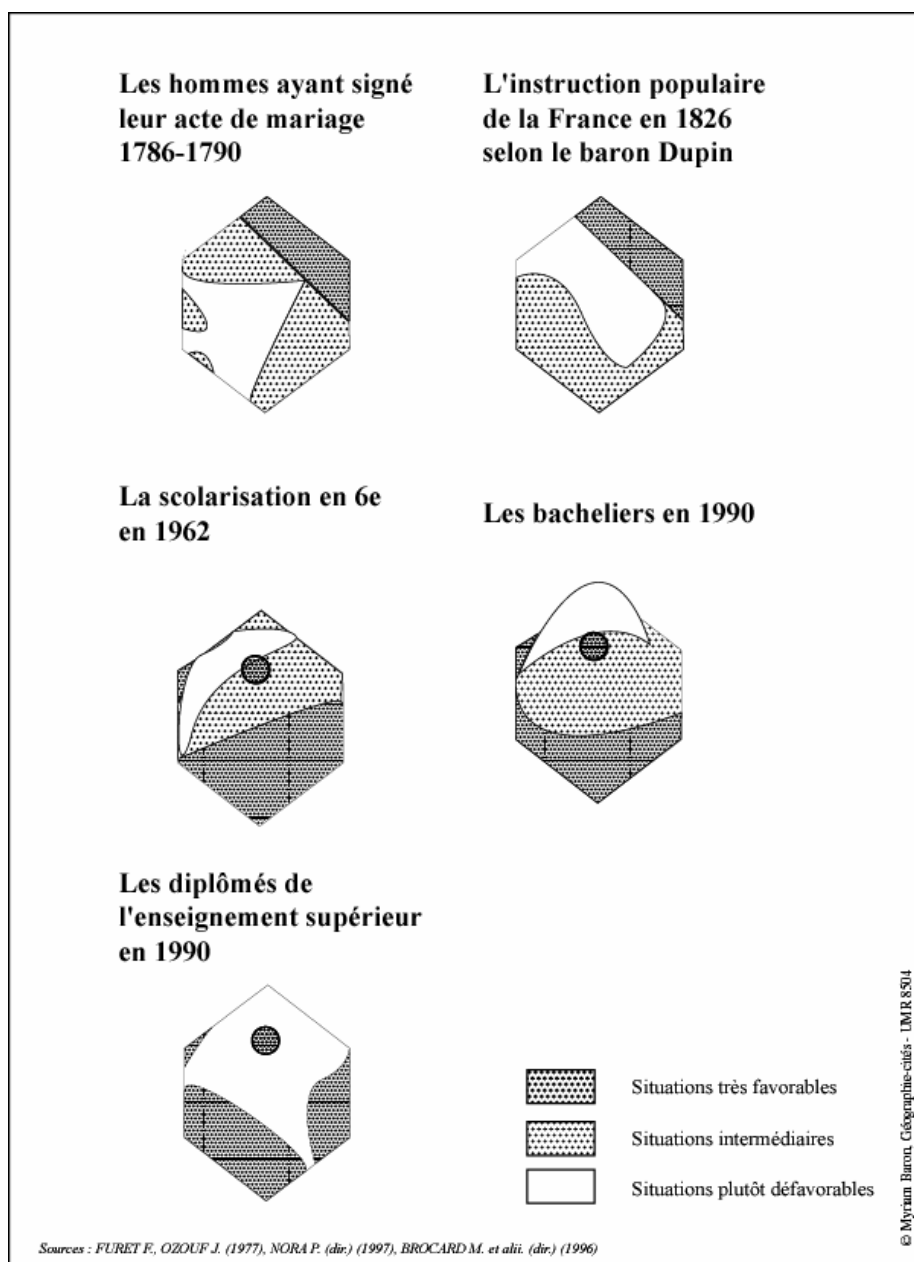 Les hommes ayant signé
leur acte de mariage
1786-1790
L'instruction populaire
de la France en 1826
selon le baron Dupin
La scolarisation en 6e
en 1962
Les bacheliers en 1990
Les diplômés de
l'enseignement supérieur
en 1990
Situations très favorables
Situations intermédiaires
Situations plutôt défavorables
© Myriam Baron, Géographie-cités - UMR 8504
Sources : FURET F., OZOUF J. (1977), NORA P. (dir.) (1997), BROCARD M. et alii. (dir.) (1996)